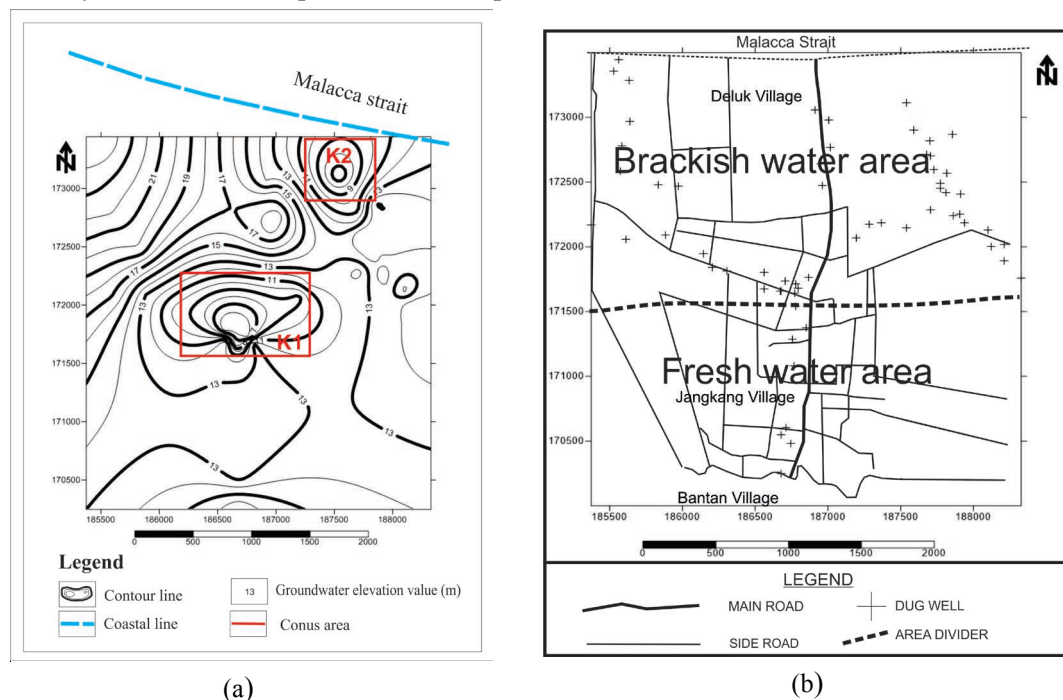 Malacca strait
N
K2
21
19
17
11
9
13
15
17
17
15
13
11
13
K1
13
13
13
13
13
173000
172500
172000
171500
171000
170500
185500 186000 186500 187000 187500 188000
0 500 1000 1500 2000
Legend
Contour line
13 Groundwater elevation value (m)
Coastal line
Conus area
(a)
Malacca Strait
N
Deluk Village
Brackish water area
Fresh water area
Jangkang Village
Bantan Village
173000
172500
172000
171500
171000
170500
185500 186000 186500 187000 187500 188000
0 500 1000 1500 2000
LEGEND
MAIN ROAD
DUG WELL
SIDE ROAD
AREA DIVIDER
(b)